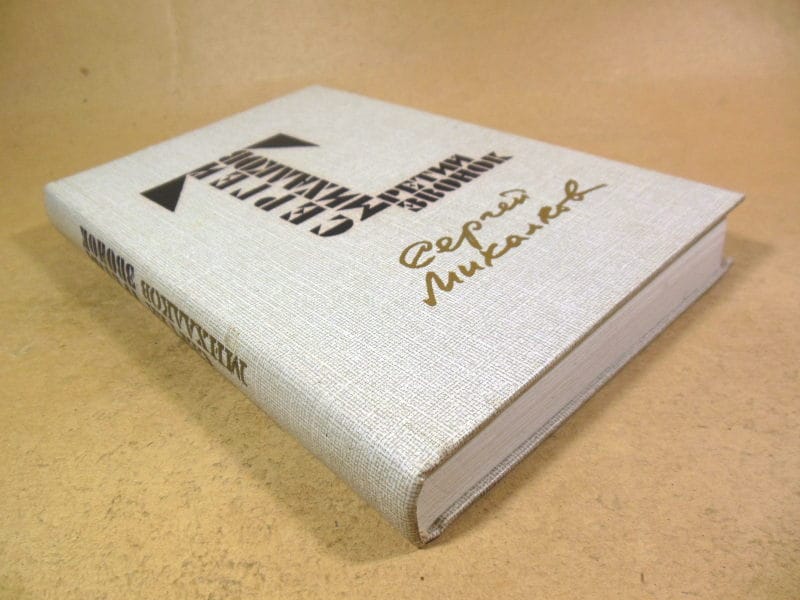 СЕРГЕЙ
МИХАЛКОВ
ТРЕТИЙ
ЗВОНОК
Сергей
Михалков
МИХАЛКОВ
ЗВОНОК